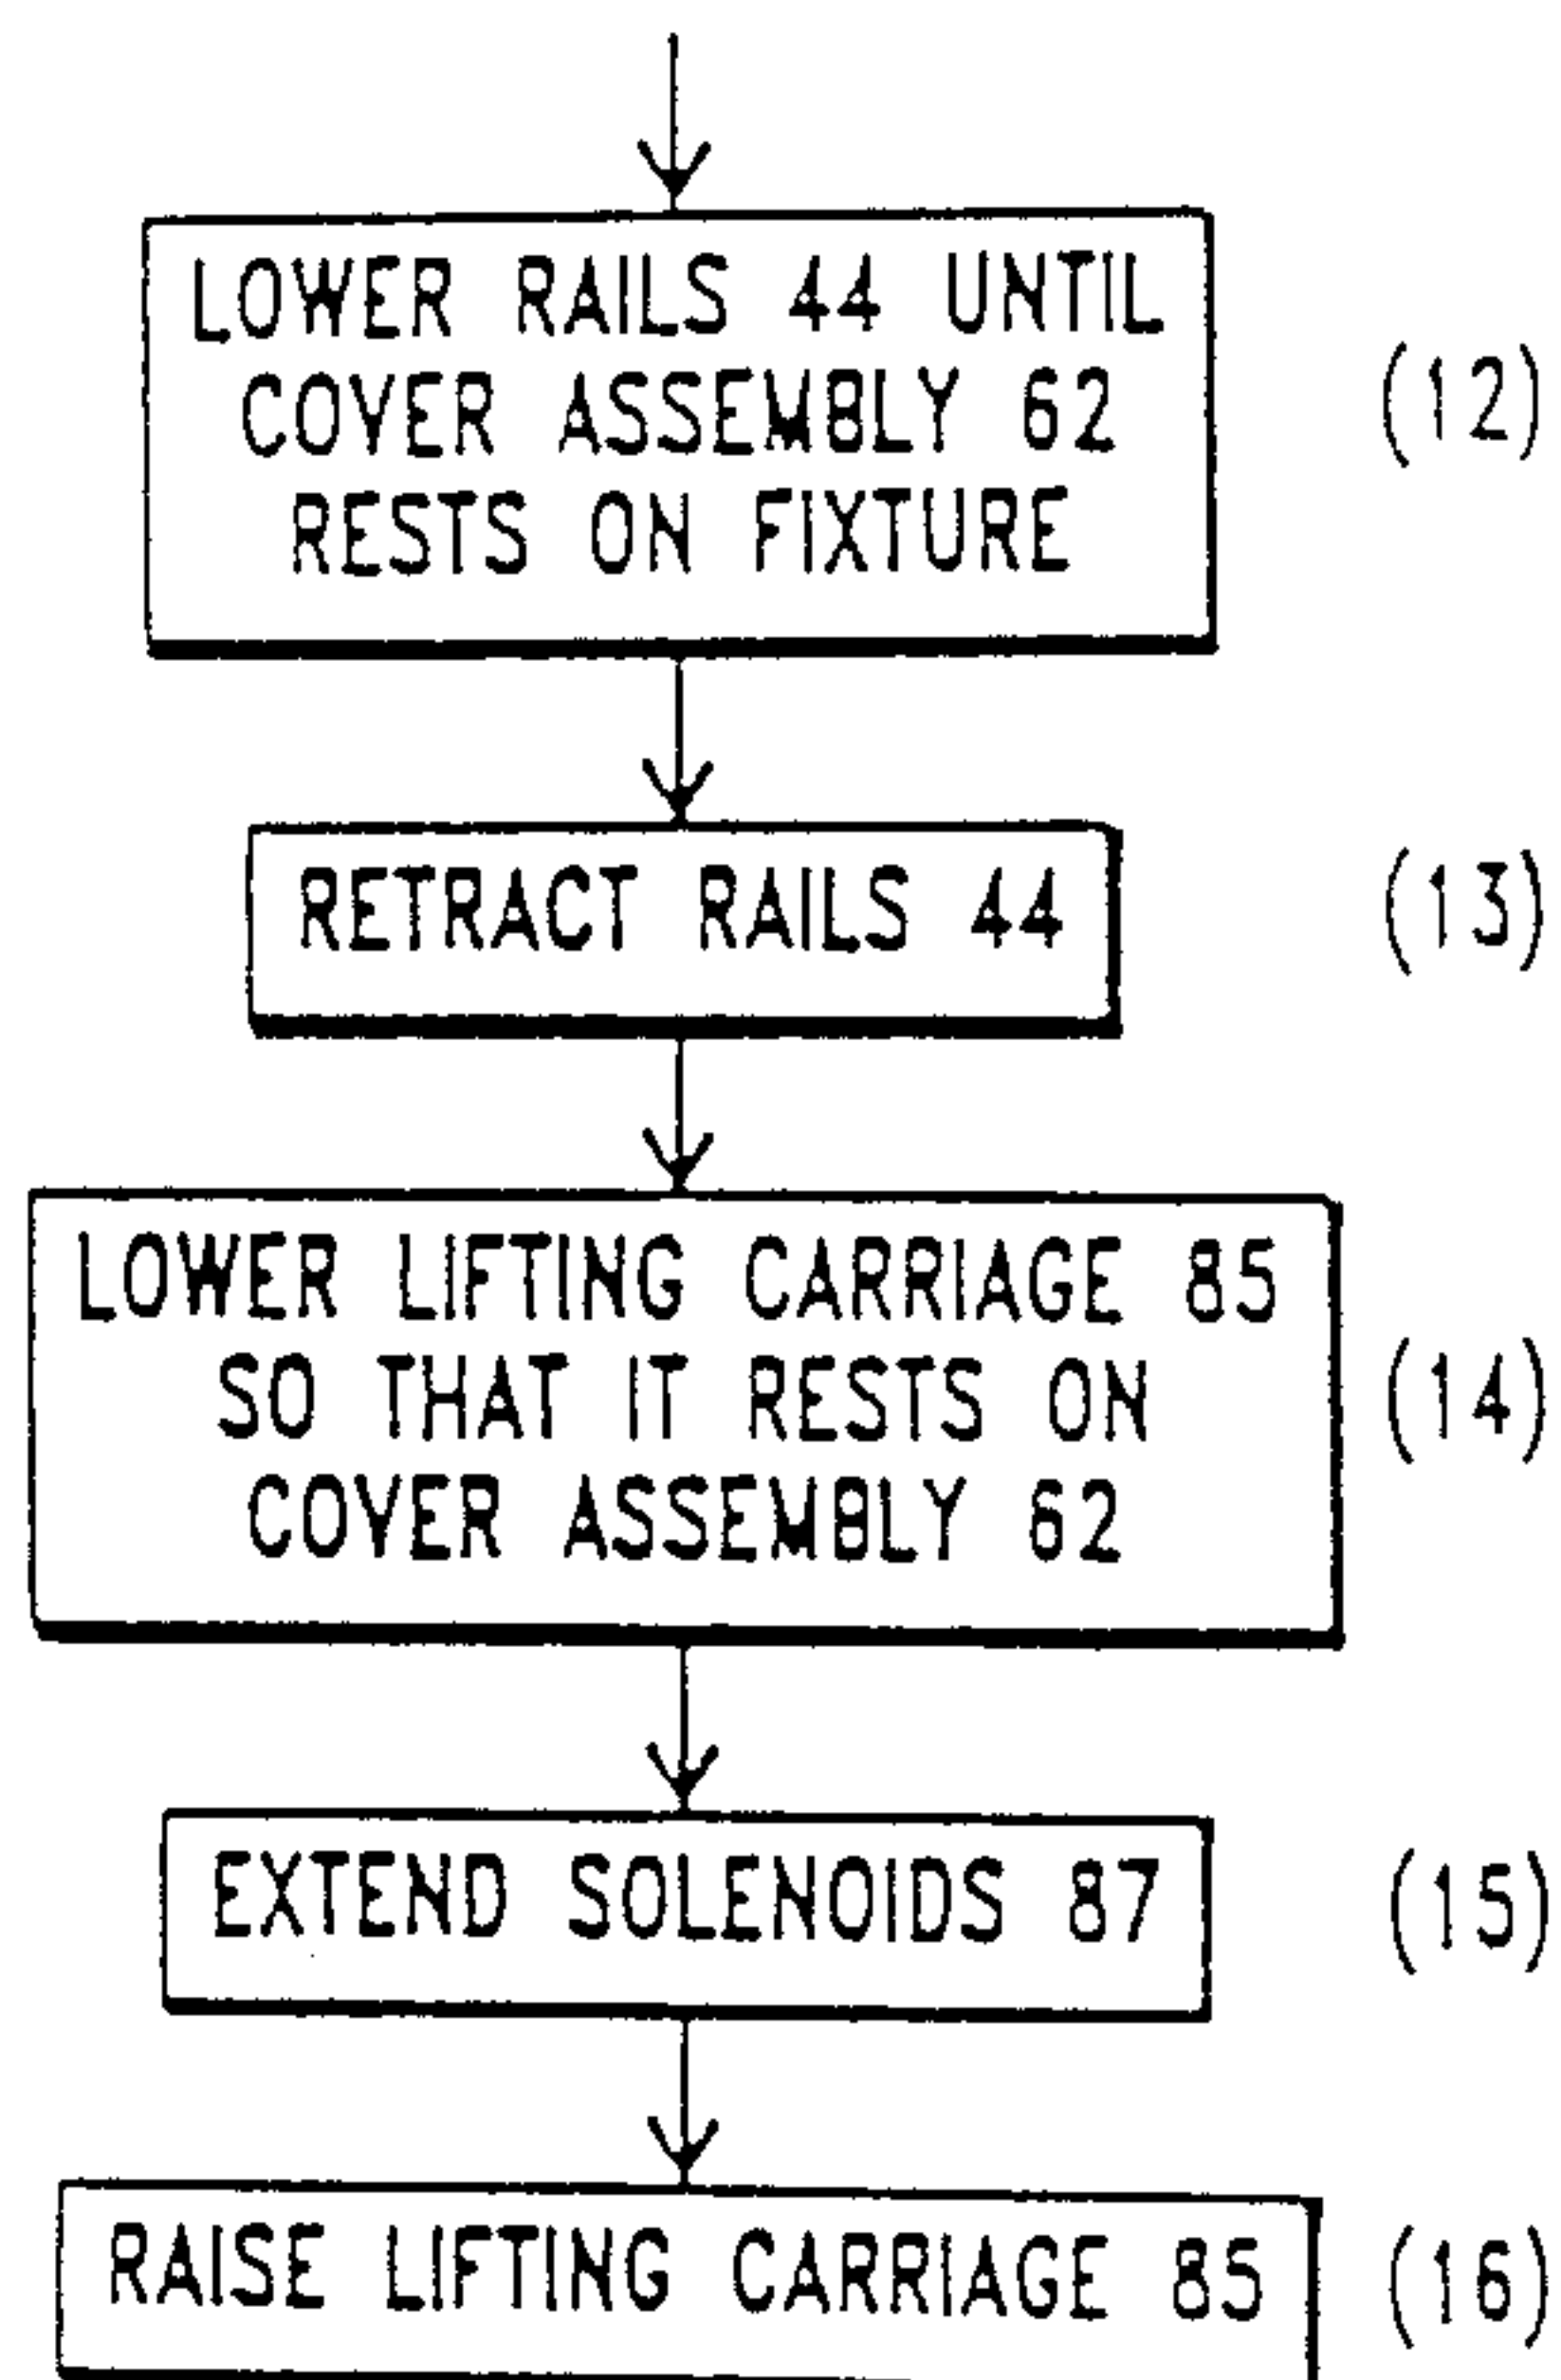 LOWER RAILS 44 UNTIL
COVER ASSEMBLY 62
RESTS ON FIXTURE
(12)
RETRACT RAILS 44
(13)
LOWER LIFTING CARRIAGE 85
SO THAT IT RESTS ON
COVER ASSEMBLY 62
(14)
EXTEND SOLENOIDS 87
(15)
RAISE LIFTING CARRIAGE 85
(16)